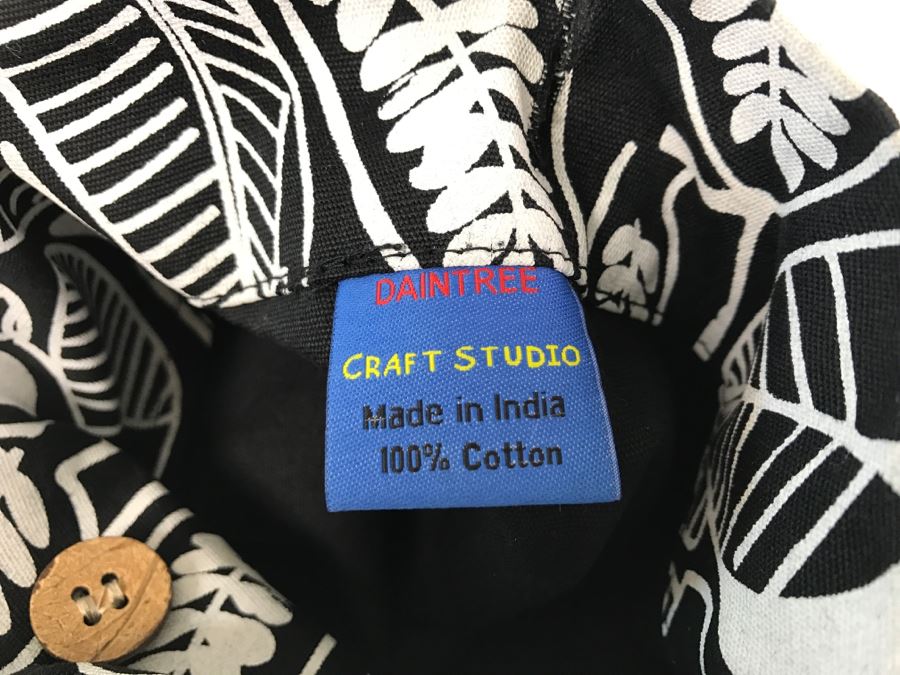 DAINTREE
CRAFT STUDIO
Made in India
100% Cotton